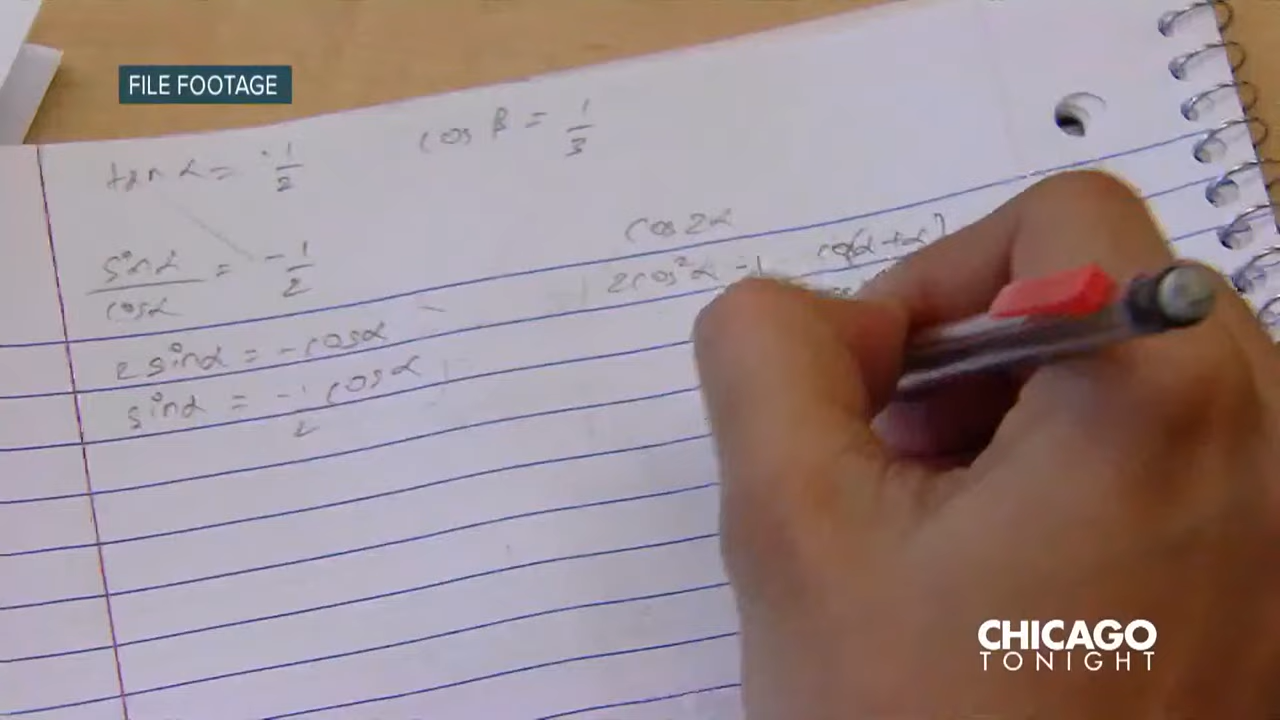 FILE FOOTAGE
tan α = -1/2
cos β = 1/3
sin α / cos α = -1/2
2 sin α = -cos α
sin α = -1/2 cos α
cos 2α
2cos²α -1
cos(α+α)
CHICAGO
TONIGHT